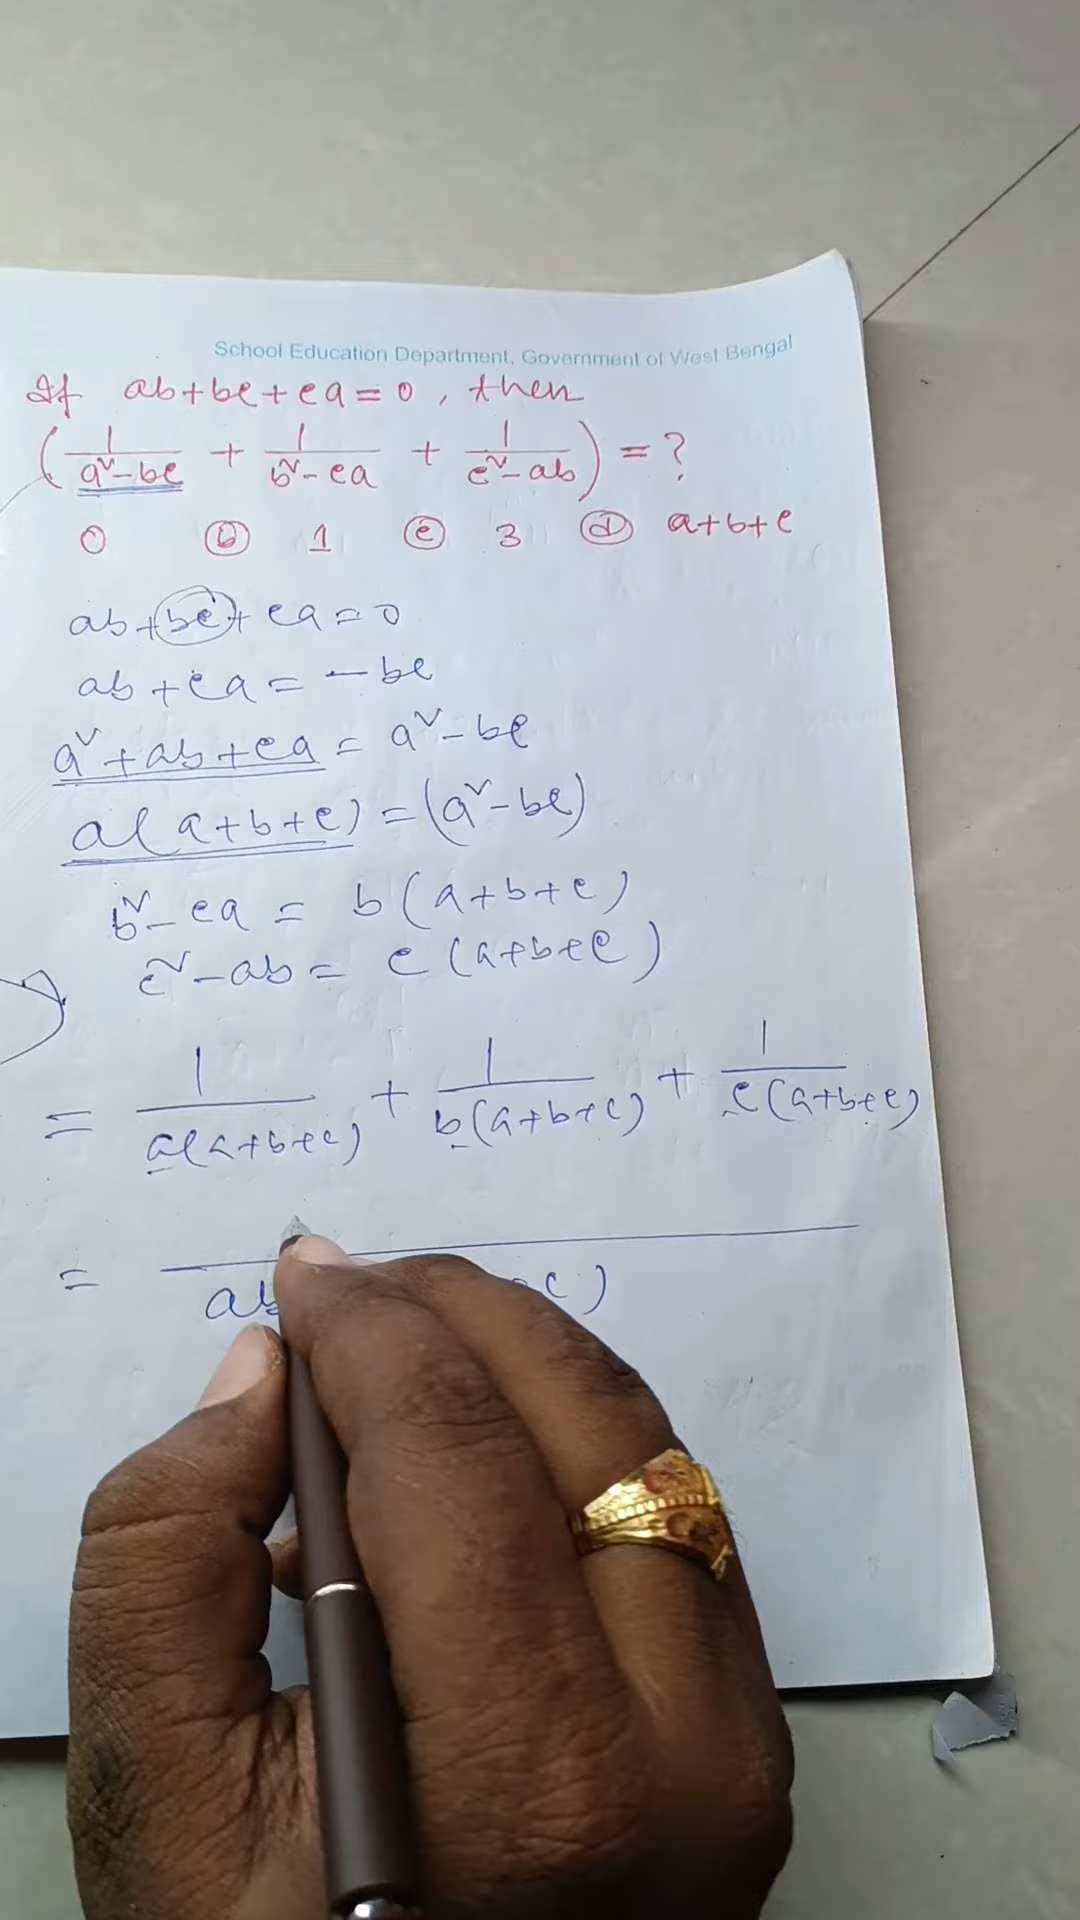 School Education Department, Government of West Bengal
If ab+bc+ca=0, then
(1/(a²-bc) + 1/(b²-ca) + 1/(c²-ab)) = ?
0 ⓑ 1 ⓒ 3 ⓓ a+b+c
ab+bc+ca=0
ab+ca=-bc
a²+ab+ca=a²-bc
a(a+b+c)=(a²-bc)
b²-ca=b(a+b+c)
c²-ab=c(a+b+c)
= 1/(a(a+b+c)) + 1/(b(a+b+c)) + 1/(c(a+b+c))
= ab c)